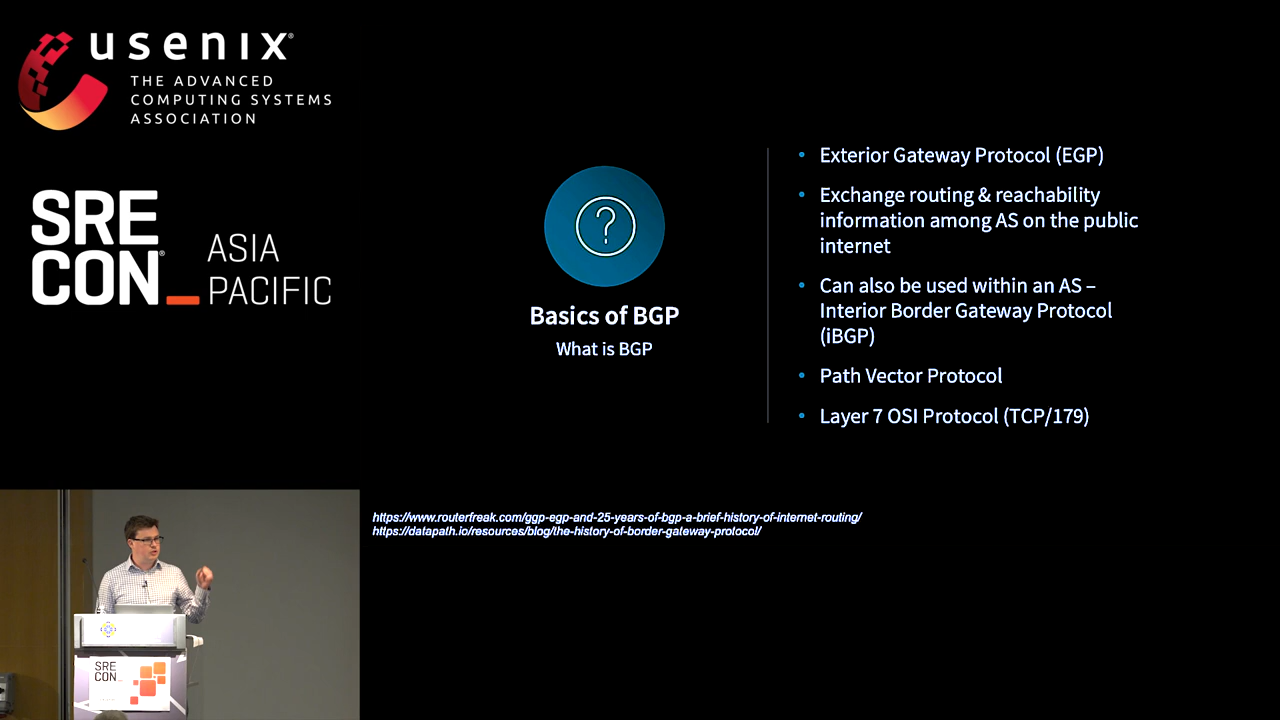 usenix®
THE ADVANCED
COMPUTING SYSTEMS
ASSOCIATION
SRE
CON®_
ASIA
PACIFIC
Basics of BGP
What is BGP
• Exterior Gateway Protocol (EGP)
• Exchange routing & reachability
information among AS on the public
internet
• Can also be used within an AS –
Interior Border Gateway Protocol
(iBGP)
• Path Vector Protocol
• Layer 7 OSI Protocol (TCP/179)
https://www.routerfreak.com/ggp-egp-and-25-years-of-bgp-a-brief-history-of-internet-routing/
https://datapath.io/resources/blog/the-history-of-border-gateway-protocol/
SRE
CON_